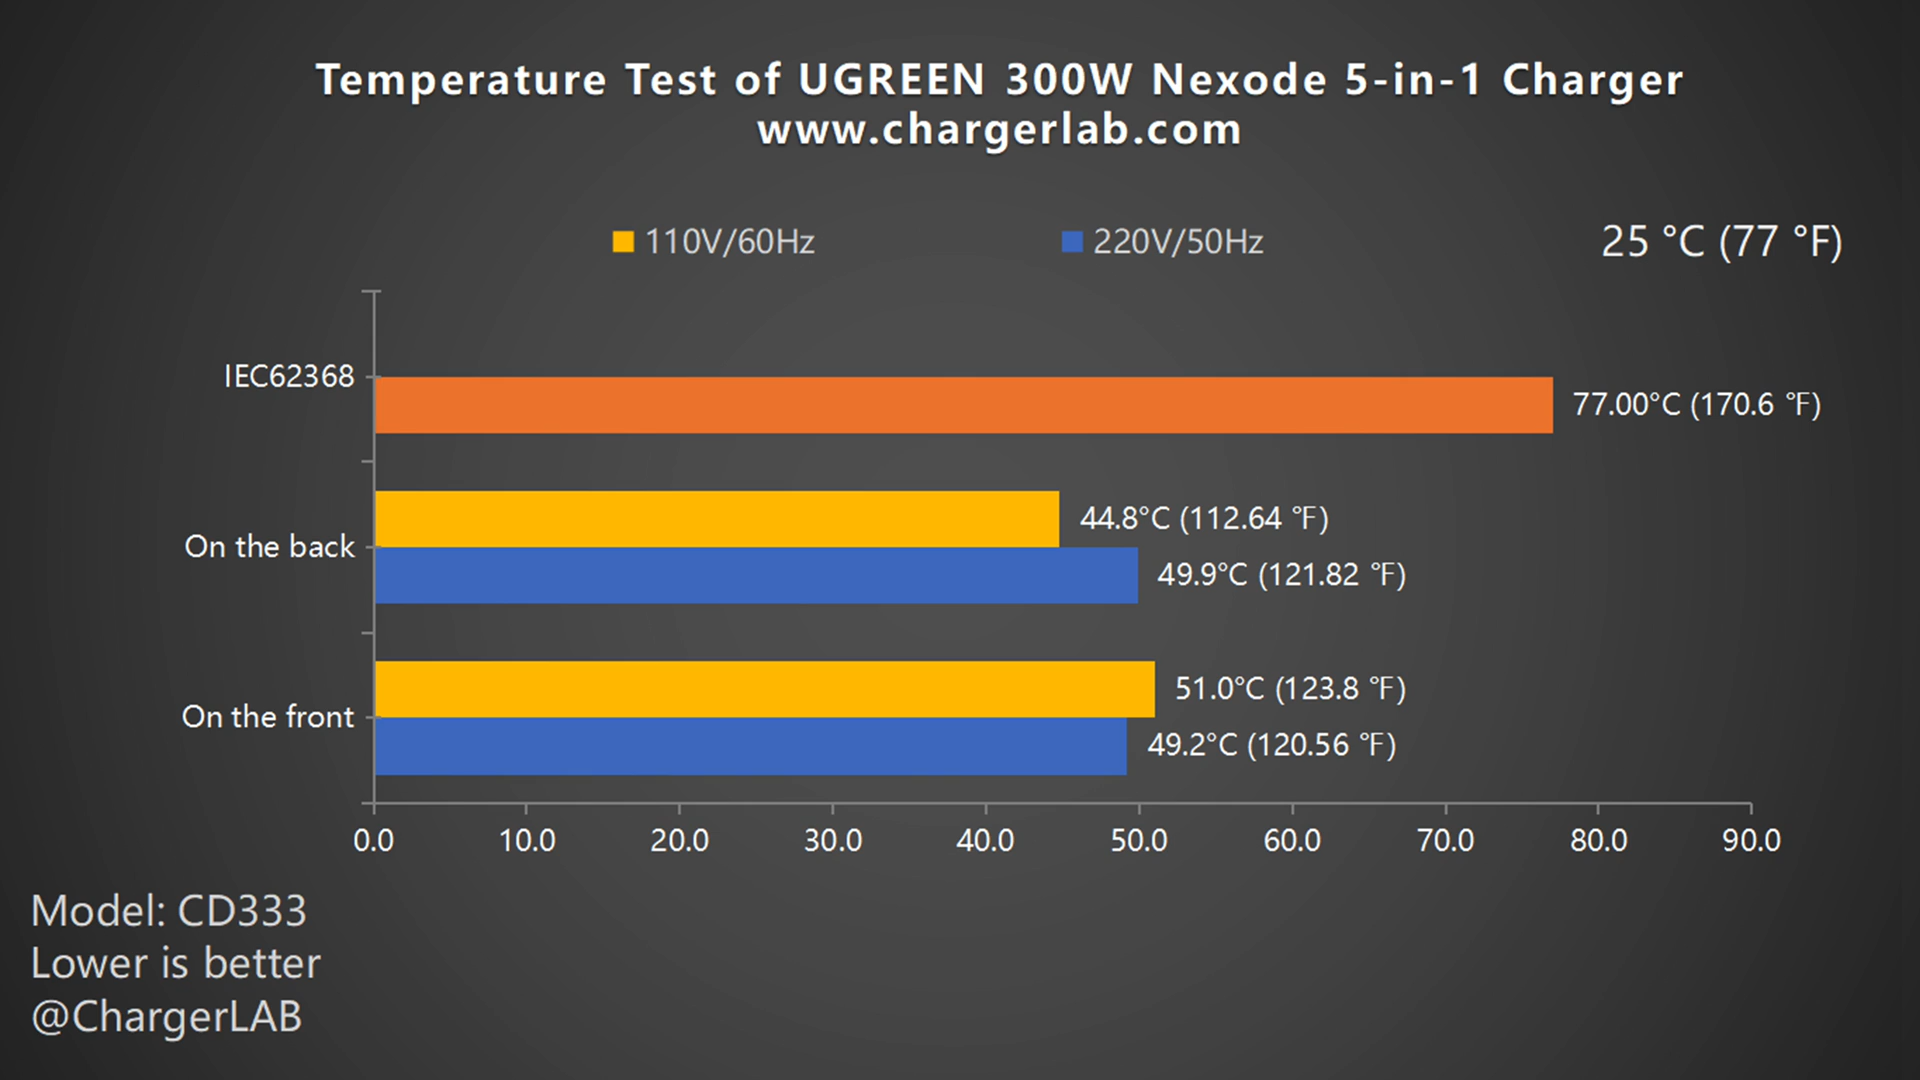 Temperature Test of UGREEN 300W Nexode 5-in-1 Charger
www.chargerlab.com
110V/60Hz
220V/50Hz
25 °C (77 °F)
IEC62368
77.00°C (170.6 ℉)
On the back
44.8°C (112.64 ℉)
49.9°C (121.82 ℉)
On the front
51.0°C (123.8 ℉)
49.2°C (120.56 ℉)
0.0 10.0 20.0 30.0 40.0 50.0 60.0 70.0 80.0 90.0
Model: CD333
Lower is better
@ChargerLAB